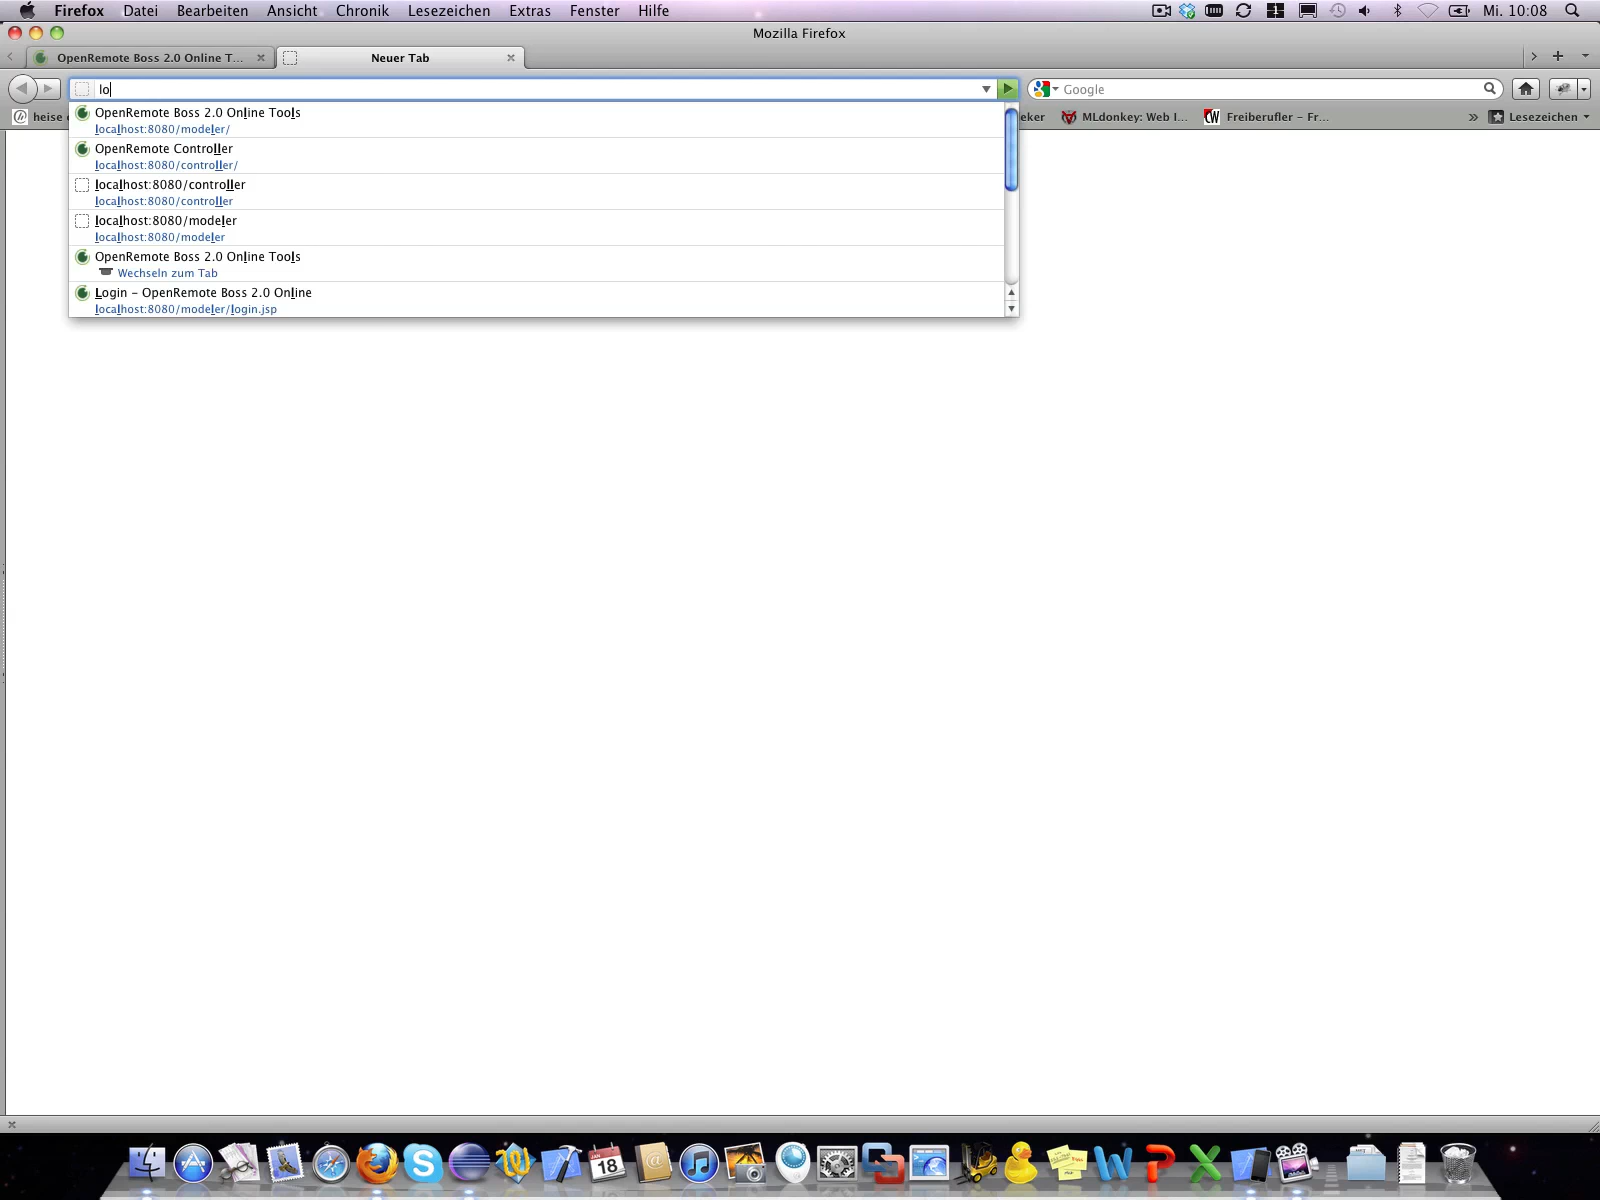 Firefox Datei Bearbeiten Ansicht Chronik Lesezeichen Extras Fenster Hilfe Mi. 10:08
Mozilla Firefox
OpenRemote Boss 2.0 Online T... Neuer Tab
lo Google
heise eker MLdonkey: Web I... Freiberufler – Fr... Lesezeichen
OpenRemote Boss 2.0 Online Tools
localhost:8080/modeler/
OpenRemote Controller
localhost:8080/controller/
localhost:8080/controller
localhost:8080/controller
localhost:8080/modeler
localhost:8080/modeler
OpenRemote Boss 2.0 Online Tools
Wechseln zum Tab
Login – OpenRemote Boss 2.0 Online
localhost:8080/modeler/login.jsp
JAN
18